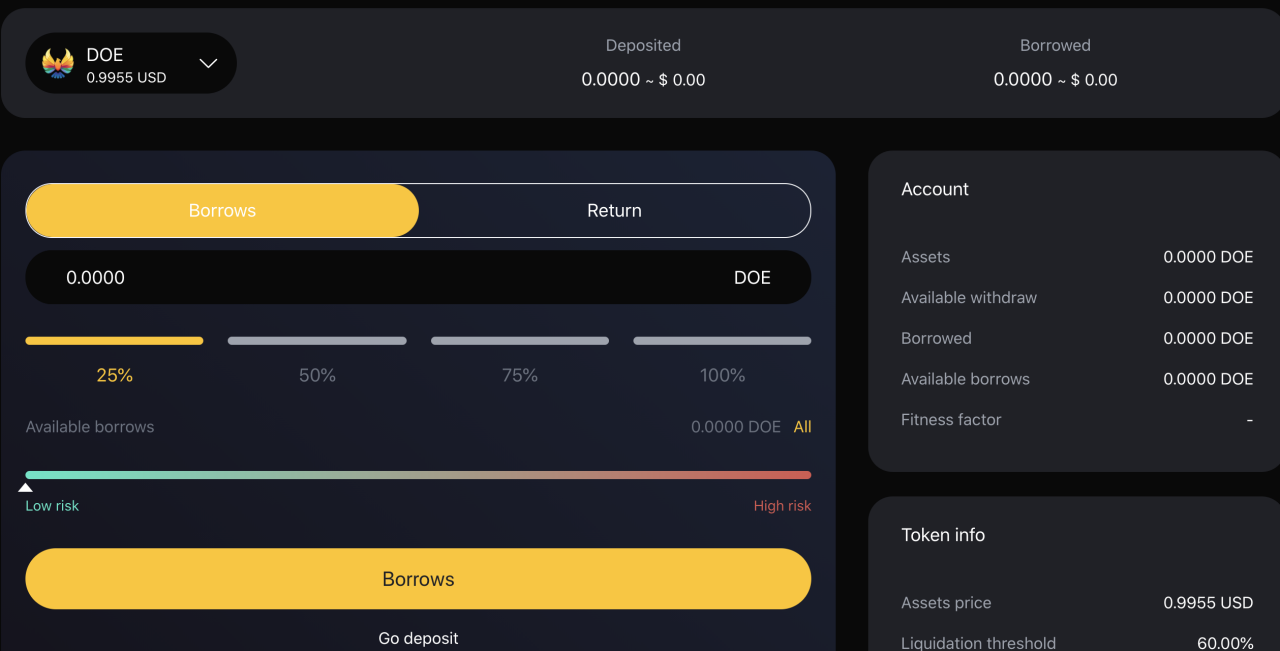 DOE
0.9955 USD
Deposited
0.0000 ~ $ 0.00
Borrowed
0.0000 ~ $ 0.00
Borrows
Return
0.0000
DOE
25%
50%
75%
100%
Available borrows
0.0000 DOE All
Low risk
High risk
Borrows
Go deposit
Account
Assets
0.0000 DOE
Available withdraw
0.0000 DOE
Borrowed
0.0000 DOE
Available borrows
0.0000 DOE
Fitness factor
-
Token info
Assets price
0.9955 USD
Liquidation threshold
60.00%